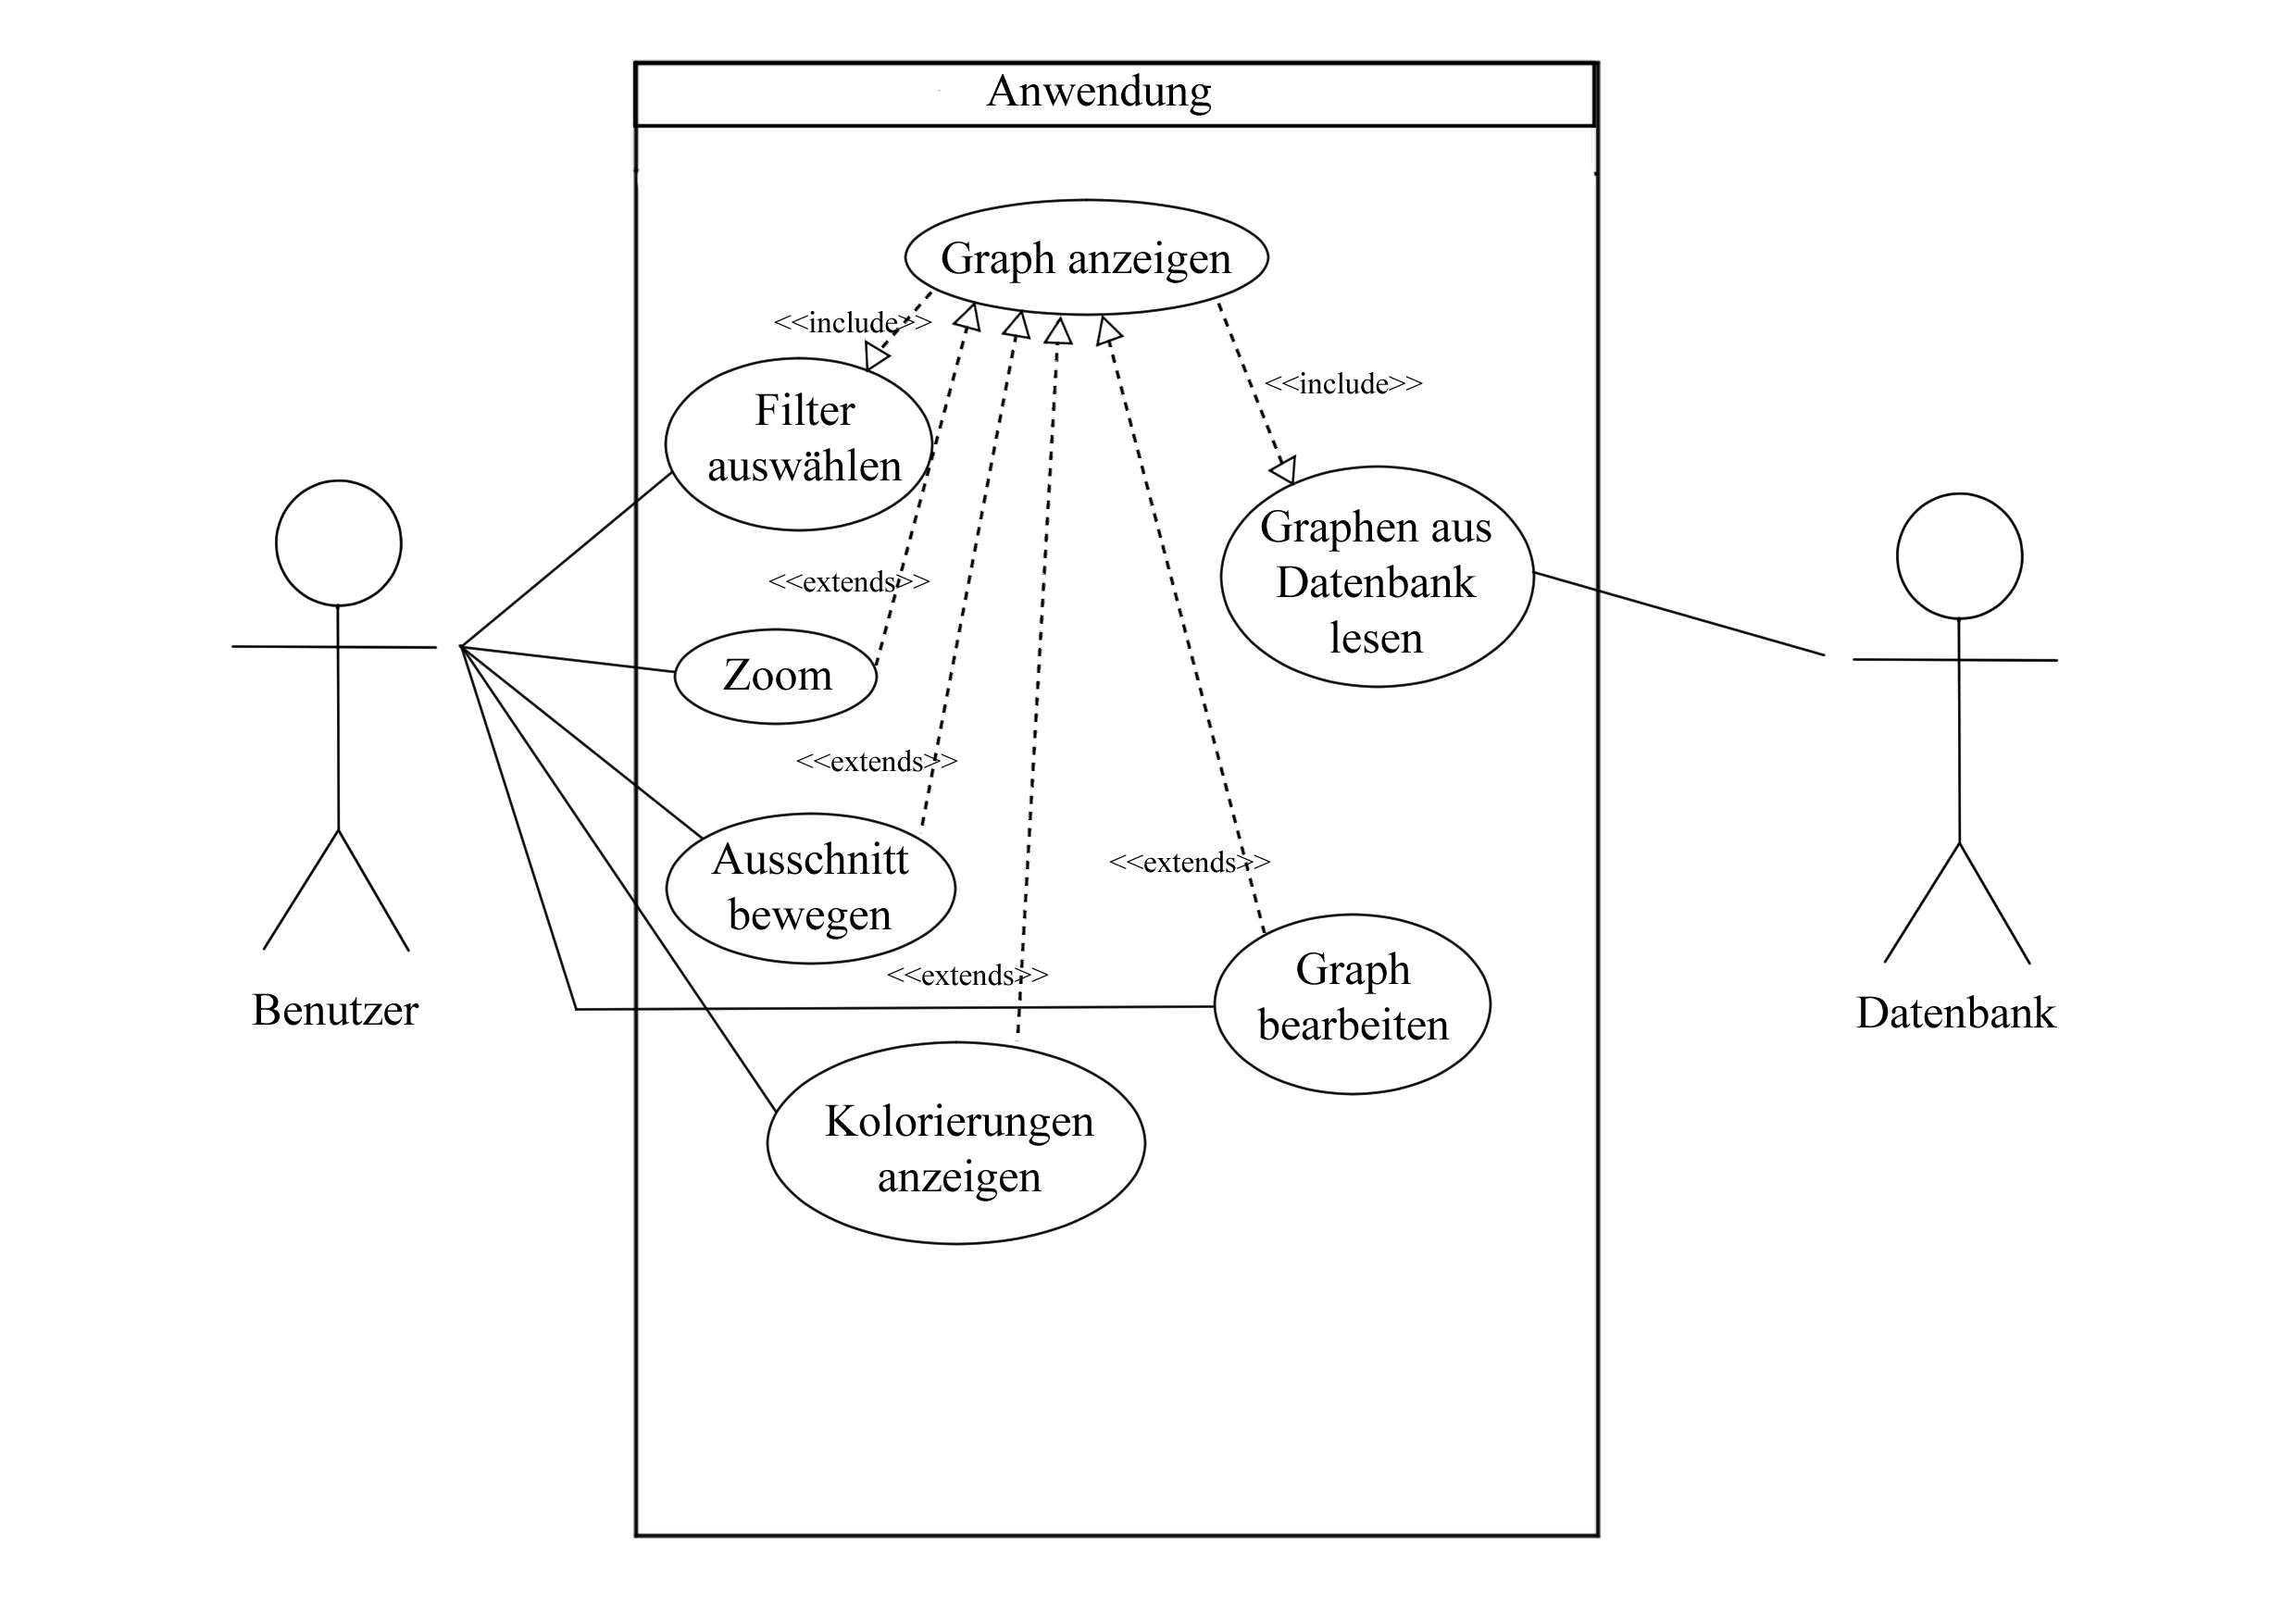 Anwendung
Graph anzeigen
<<include>>
<<include>>
Filter
auswählen
Graphen aus
Datenbank
lesen
<<extends>>
Zoom
<<extends>>
Ausschnitt
bewegen
<<extends>>
<<extends>>
Graph
bearbeiten
Benutzer
Datenbank
Kolorierungen
anzeigen